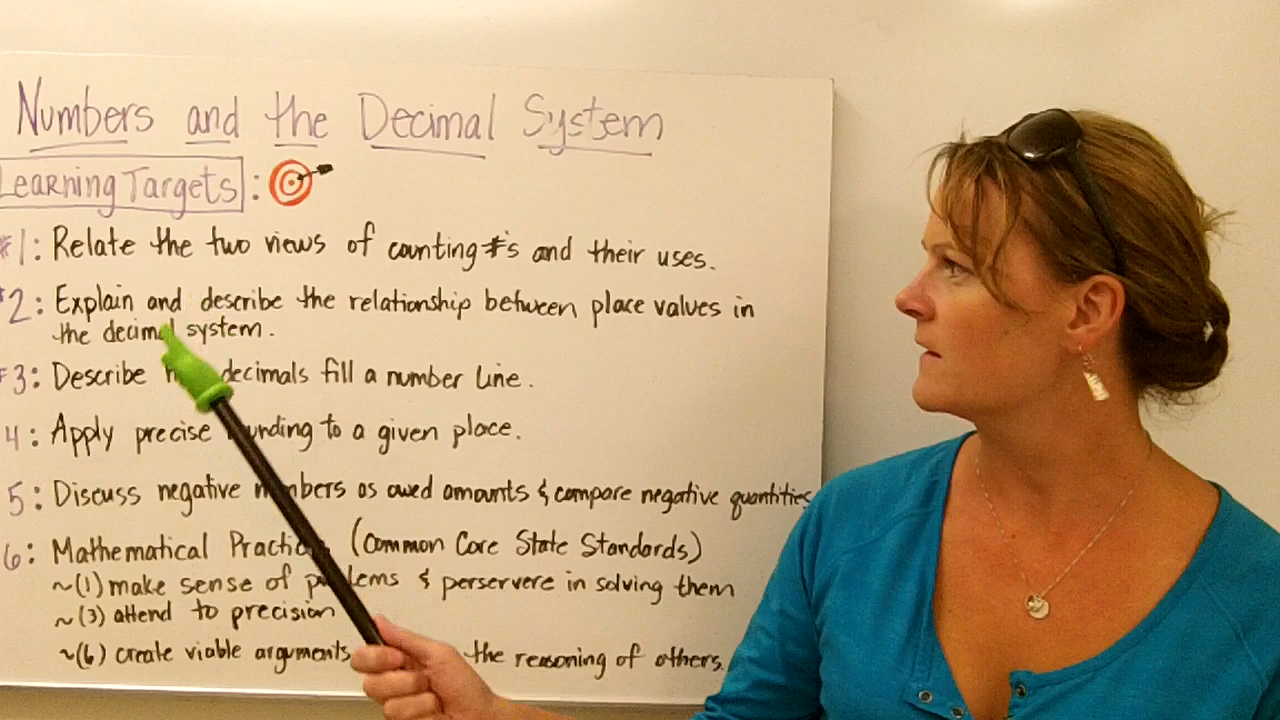 Numbers and the Decimal System
Learning Targets:
#1: Relate the two views of counting #'s and their uses.
#2: Explain and describe the relationship between place values in
the decimal system.
#3: Describe decimals fill a number line.
4: Apply precise rounding to a given place.
5: Discuss negative numbers as owed amounts & compare negative quantities
6: Mathematical Practices (Common Core State Standards)
~(1) make sense of problems & perservere in solving them
~(3) attend to precision
~(6) create viable arguments the reasoning of others.